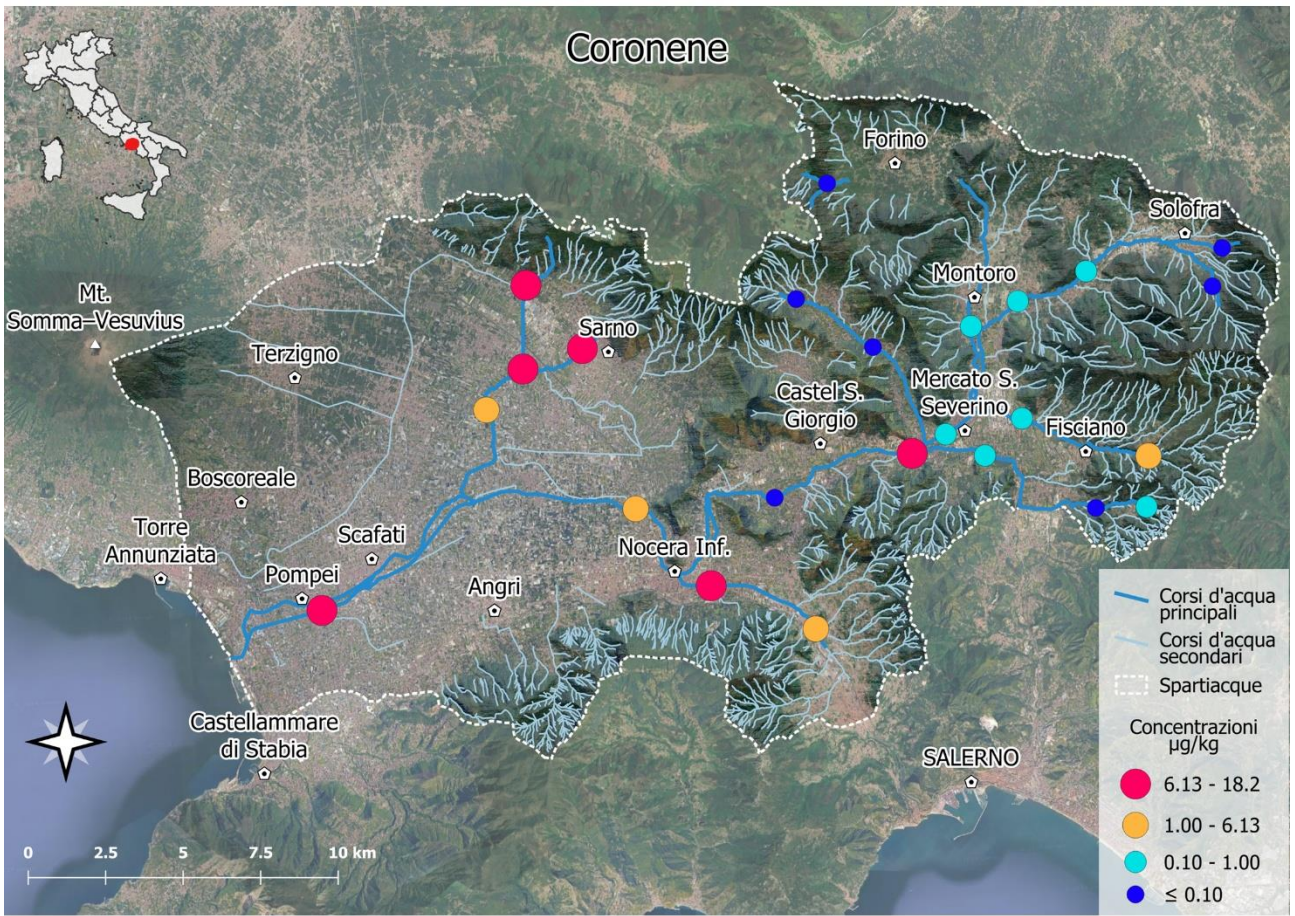 Coronene
Forino
Solofra
Montoro
Mt.
Somma–Vesuvius
Sarno
Terzigno
Castel S.
Giorgio
Mercato S.
Severino
Fisciano
Boscoreale
Scafati
Torre
Annunziata
Nocera Inf.
Pompei
Angri
Castellammare
di Stabia
SALERNO
0 2.5 5 7.5 10 km
Corsi d'acqua
principali
Corsi d'acqua
secondari
Spartiacque
Concentrazioni
µg/kg
6.13 - 18.2
1.00 - 6.13
0.10 - 1.00
≤ 0.10